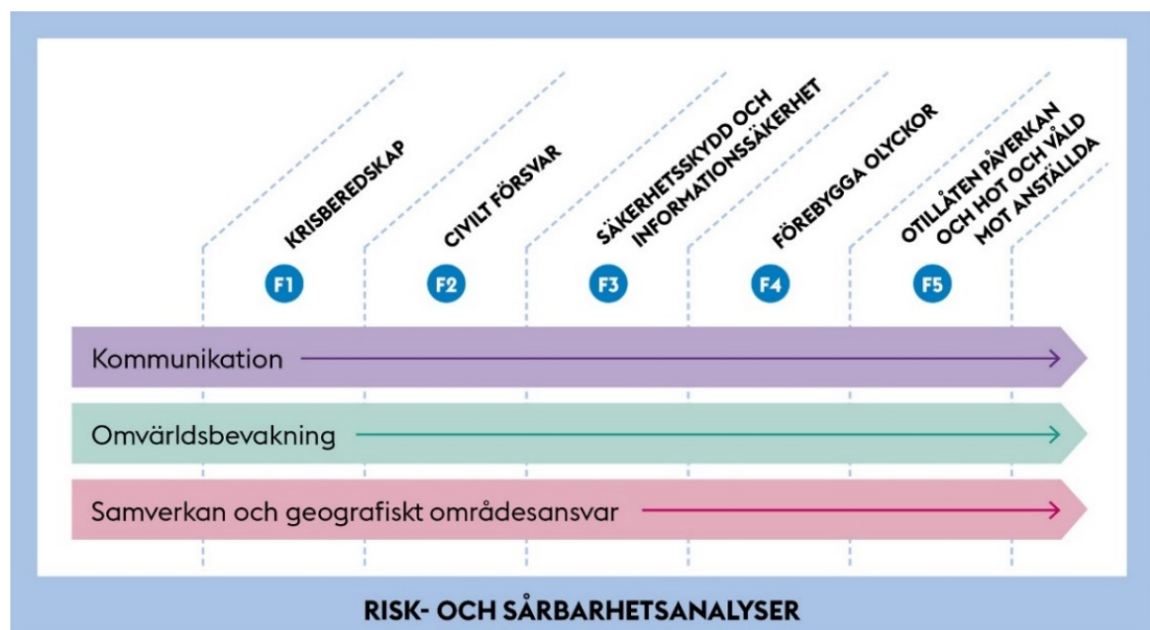 KRISBEREDSKAP
CIVILT FÖRSVAR
SÄKERHETSSKYDD OCH
INFORMATIONSSÄKERHET
FÖREBYGGA OLYCKOR
OTILLÅTEN PÅVERKAN
OCH HOT OCH VÅLD
MOT ANSTÄLLDA
F1
F2
F3
F4
F5
Kommunikation
Omvärldsbevakning
Samverkan och geografiskt områdesansvar
RISK- OCH SÅRBARHETSANALYSER